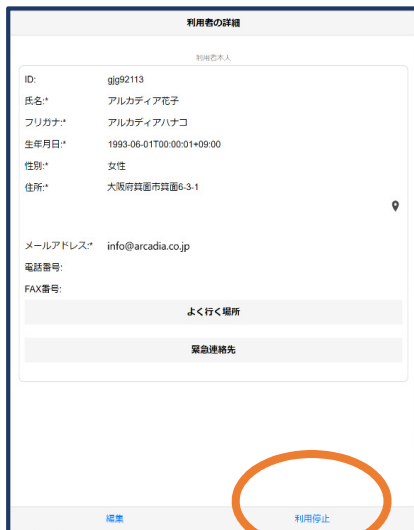 利用者の詳細
利用者本人
ID: gjg92113
氏名:* アルカディア花子
フリガナ:* アルカディアハナコ
生年月日:* 1993-06-01T00:00:01+09:00
性別:* 女性
住所:* 大阪府箕面市箕面6-3-1
メールアドレス:* info@arcadia.co.jp
電話番号:
FAX番号:
よく行く場所
緊急連絡先
編集 利用停止